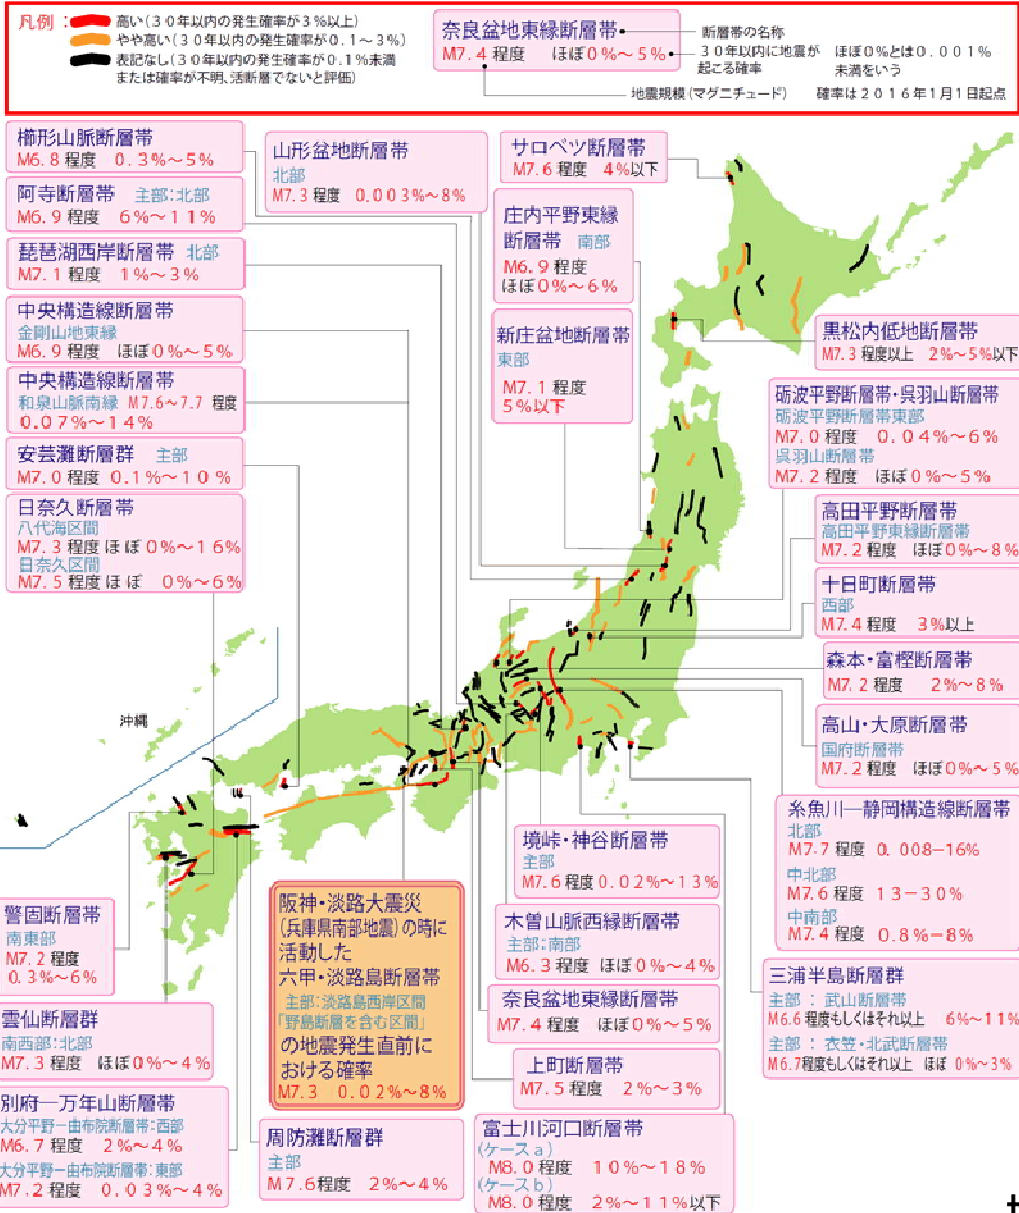 凡例：
高い(３０年以内の発生確率が３%以上)
やや高い(３０年以内の発生確率が０.１～３%)
表記なし(３０年以内の発生確率が０.１%未満
または確率が不明、活断層でないと評価)
奈良盆地東縁断層帯
M7.4 程度 ほぼ０%～５%
断層帯の名称
３０年以内に地震が
起こる確率
ほぼ０%とは０.００１%
未満をいう
地震規模(マグニチュード)
確率は２０１６年１月１日起点
櫛形山脈断層帯
M6.8 程度 ０.３%～５%
阿寺断層帯 主部:北部
M6.9 程度 ６%～１１%
琵琶湖西岸断層帯 北部
M7.1 程度 １%～３%
中央構造線断層帯
金剛山地東縁
M6.9 程度 ほぼ０%～５%
中央構造線断層帯
和泉山脈南縁 M7.6～7.7 程度
０.０７%～１４%
安芸灘断層群 主部
M7.0 程度 ０.１%～１０%
日奈久断層帯
八代海区間
M7.3 程度 ほぼ ０%～１６%
日奈久区間
M7.5 程度 ほぼ ０%～６%
山形盆地断層帯
北部
M7.3 程度 ０.００３%～８%
サロベツ断層帯
M7.6 程度 ４%以下
庄内平野東縁
断層帯 南部
M6.9 程度
ほぼ０%～６%
新庄盆地断層帯
東部
M7.1 程度
５%以下
黒松内低地断層帯
M7.3 程度以上 ２%～５%以下
砺波平野断層帯・呉羽山断層帯
砺波平野断層帯東部
M7.0 程度 ０.０４%～６%
呉羽山断層帯
M7.2 程度 ほぼ０%～５%
高田平野断層帯
高田平野東縁断層帯
M7.2 程度 ほぼ０%～８%
十日町断層帯
西部
M7.4 程度 ３%以上
森本・富樫断層帯
M7.2 程度 ２%～８%
高山・大原断層帯
国府断層帯
M7.2 程度 ほぼ０%～５%
糸魚川―静岡構造線断層帯
北部
M7.7 程度 ０.００８－１６%
中北部
M7.6 程度 １３－３０%
中南部
M7.4 程度 ０.８%－８%
三浦半島断層群
主部 : 武山断層帯
M6.6 程度もしくはそれ以上 ６%～１１%
主部 : 衣笠・北武断層帯
M6.7程度もしくはそれ以上 ほぼ ０%～３%
沖縄
境峠・神谷断層帯
主部
M7.6 程度 ０.０２%～１３%
木曽山脈西縁断層帯
主部:南部
M6.3 程度 ほぼ０%～４%
奈良盆地東縁断層帯
M7.4 程度 ほぼ０%～５%
上町断層帯
M7.5 程度 ２%～３%
富士川河口断層帯
(ケースａ)
M8.0 程度 １０%～１８%
(ケースｂ)
M8.0 程度 ２%～１１%以下
阪神・淡路大震災
(兵庫県南部地震)の時に
活動した
六甲・淡路島断層帯
主部:淡路島西岸区間
「野島断層を含む区間」
の地震発生直前に
おける確率
M7.3 ０.０２%～８%
警固断層帯
南東部
M7.2 程度
０.３%～６%
雲仙断層群
南西部:北部
M7.3 程度 ほぼ０%～４%
別府―万年山断層帯
大分平野－由布院断層帯:西部
M6.7 程度 ２%～４%
大分平野－由布院断層帯:東部
M7.2 程度 ０.０３%～４%
周防灘断層群
主部
M7.6程度 ２%～４%